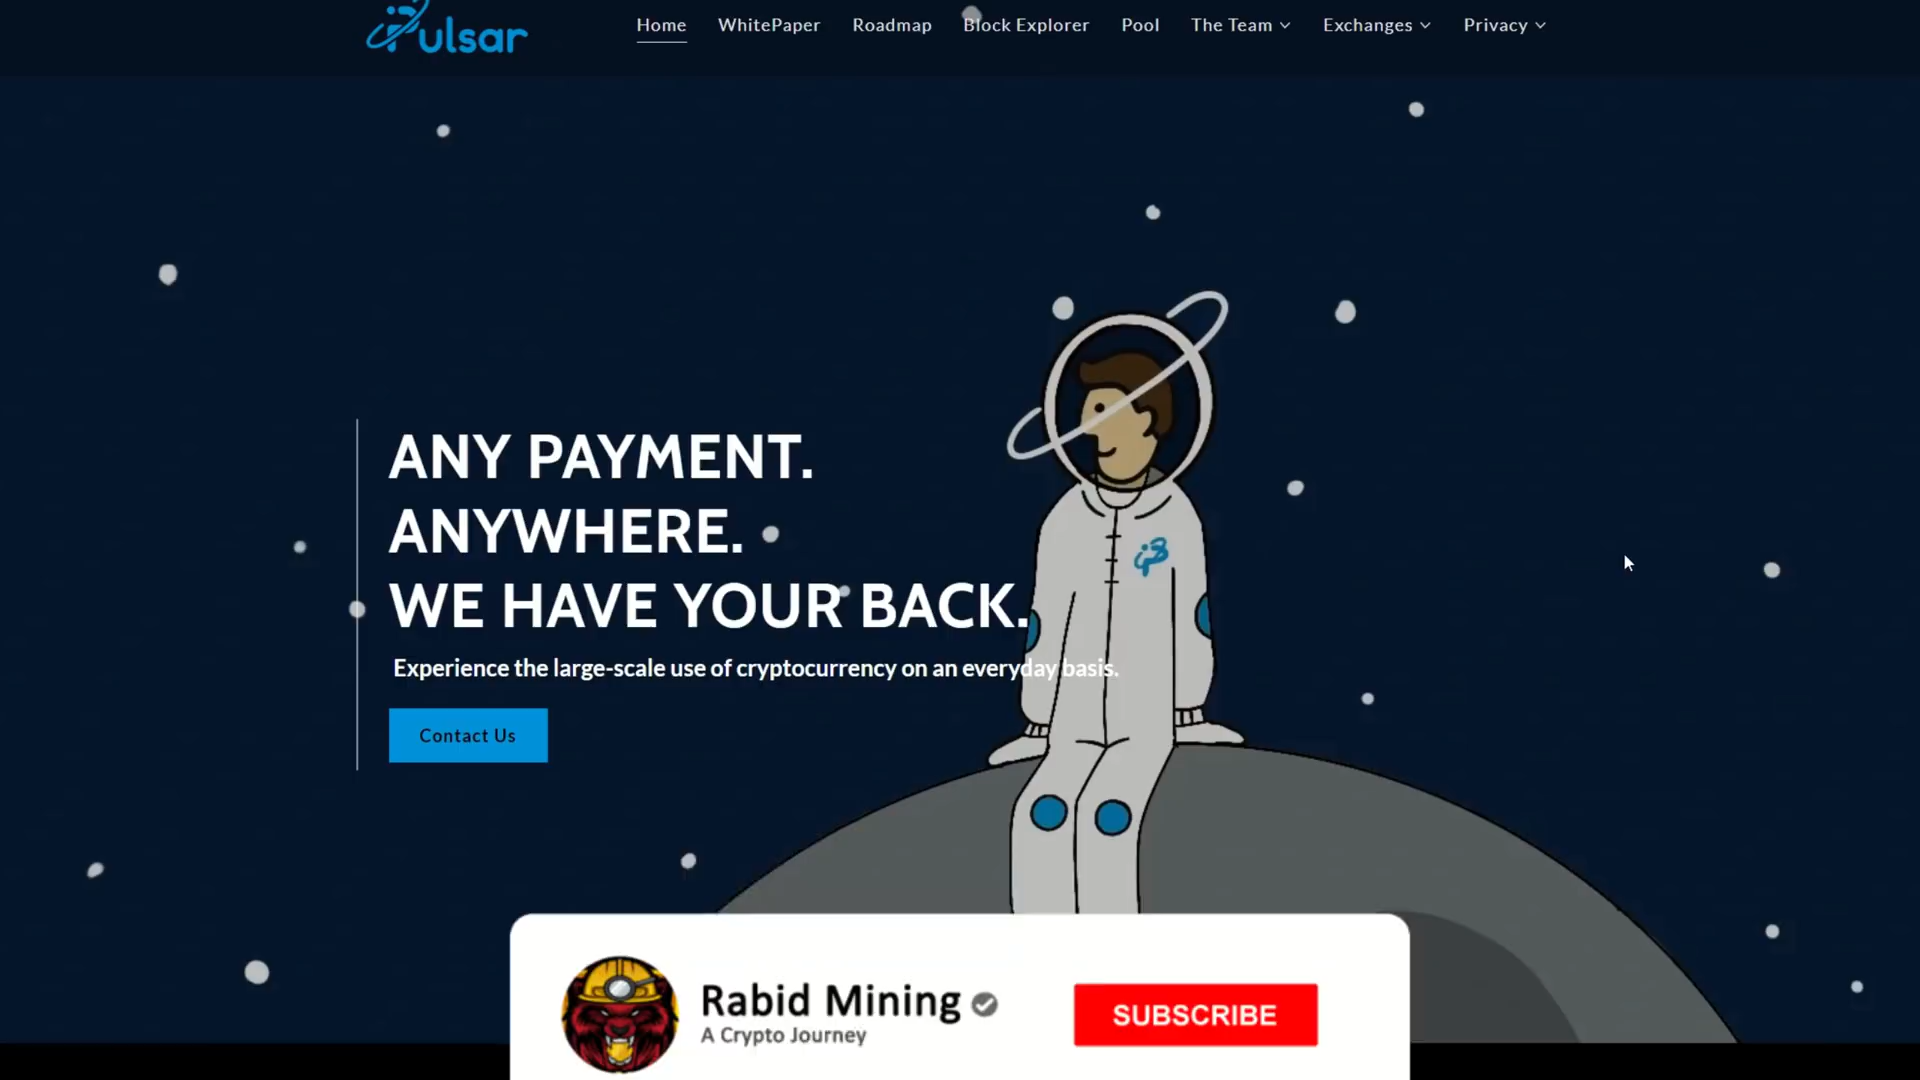 Pulsar
Home WhitePaper Roadmap Block Explorer Pool The Team Exchanges Privacy
ANY PAYMENT.
ANYWHERE.
WE HAVE YOUR BACK.
Experience the large-scale use of cryptocurrency on an everyday basis.
Contact Us
Rabid Mining
A Crypto Journey
SUBSCRIBE